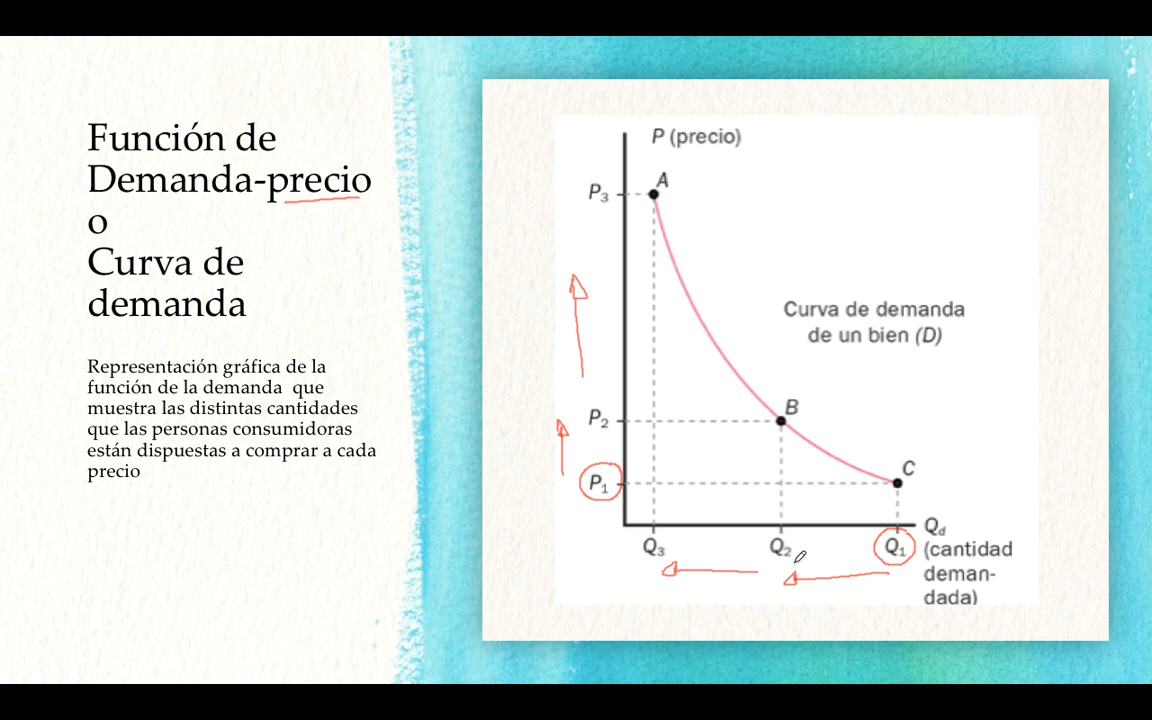 Función de
Demanda-precio
o
Curva de
demanda
Representación gráfica de la
función de la demanda que
muestra las distintas cantidades
que las personas consumidoras
están dispuestas a comprar a cada
precio
P (precio)
A
P₃
Curva de demanda
de un bien (D)
B
P₂
C
P₁
Q₃
Q₂
Q₁
Qd
(cantidad
deman-
dada)